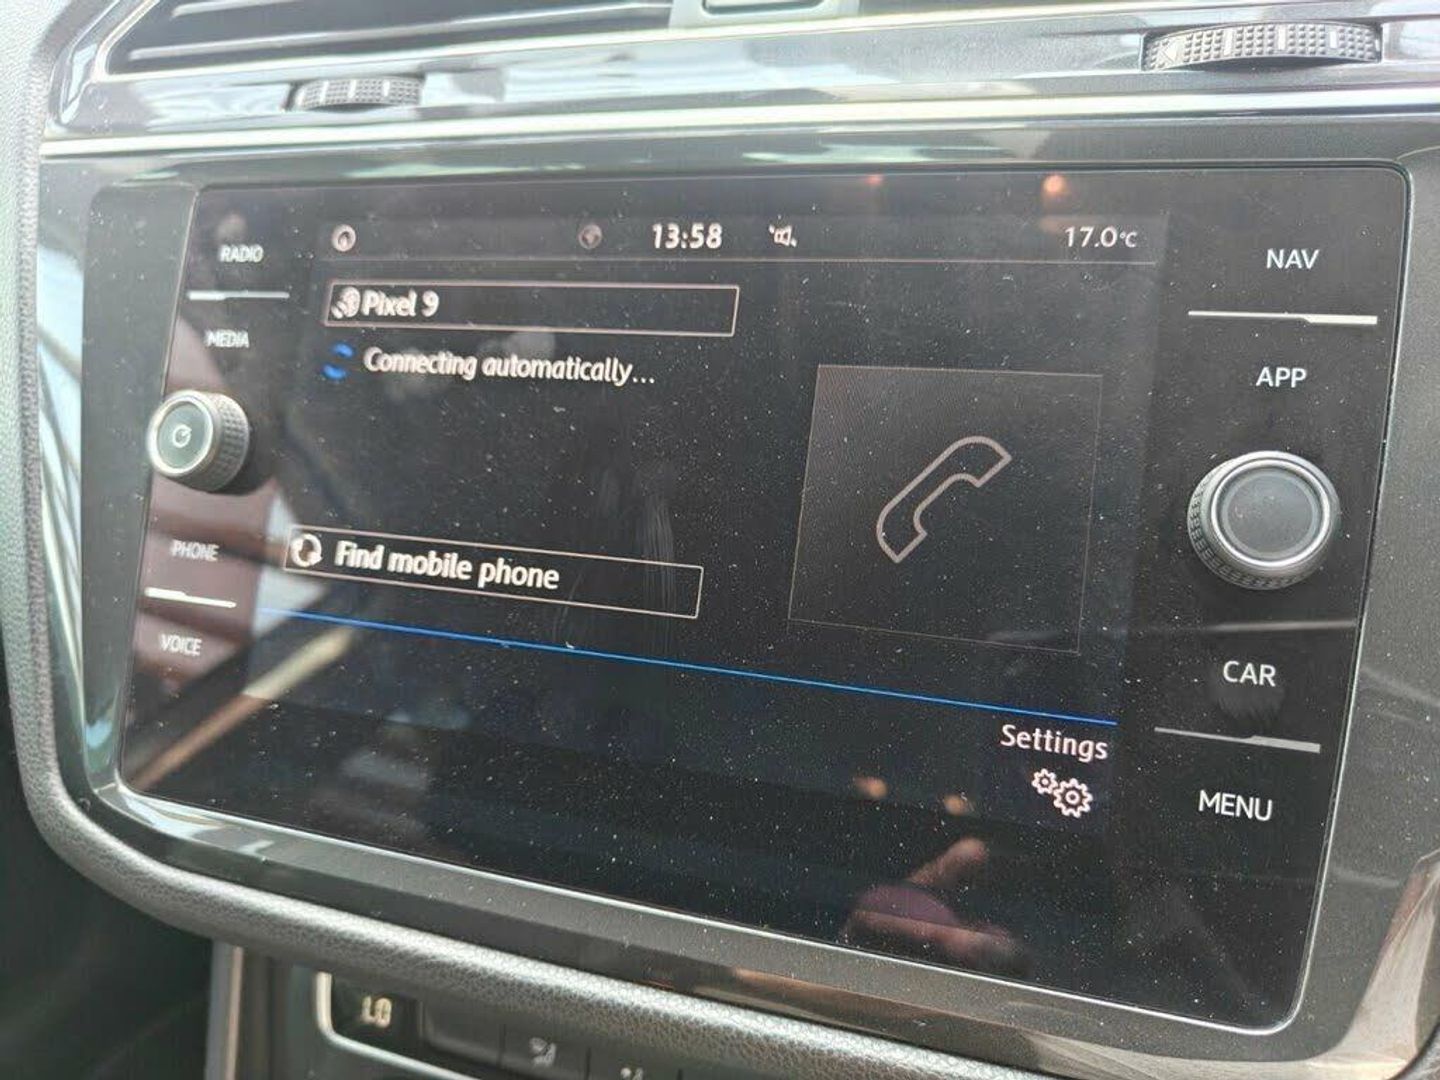 RADIO
MEDIA
PHONE
VOICE
13:58
17.0°C
Pixel 9
Connecting automatically...
Find mobile phone
Settings
NAV
APP
CAR
MENU
LO